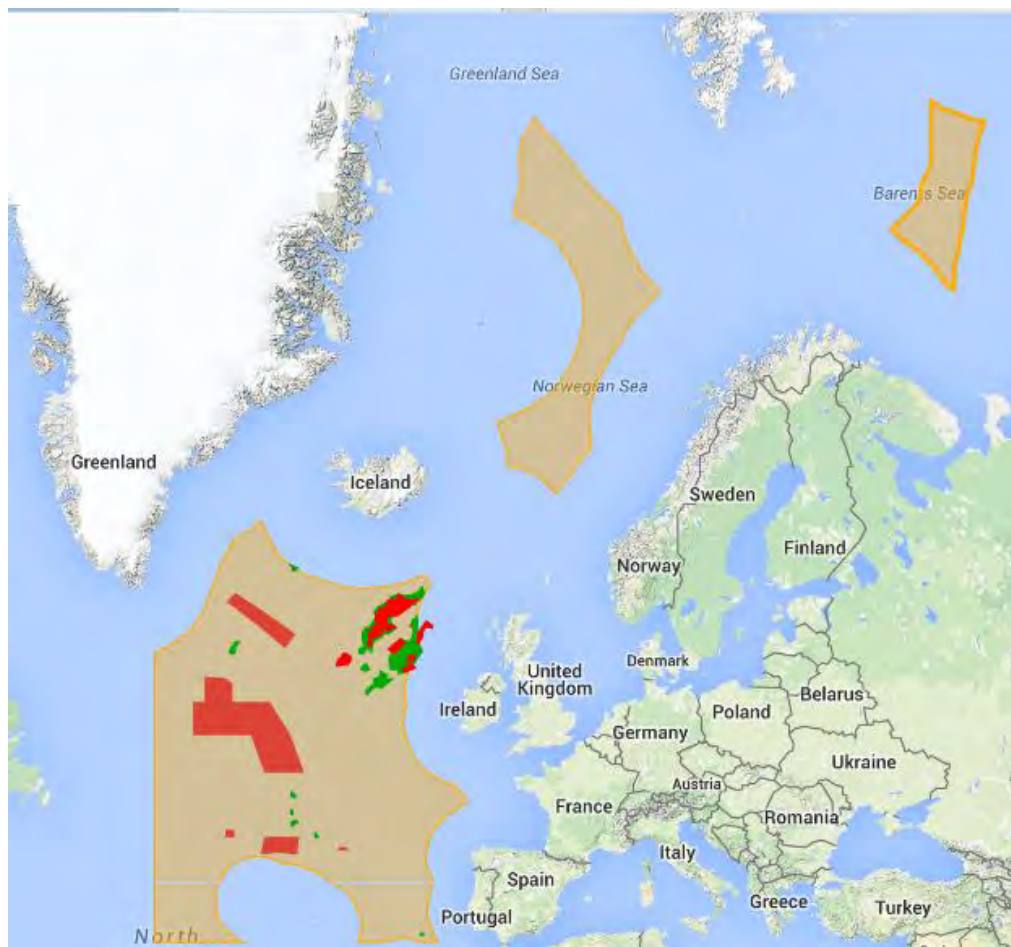 Greenland Sea
Barents Sea
Norwegian Sea
Greenland
Iceland
Sweden
Finland
Norway
Denmark
United
Kingdom
Ireland
Belarus
Poland
Germany
Ukraine
Austria
France
Romania
Italy
Spain
Greece
Turkey
Portugal
North